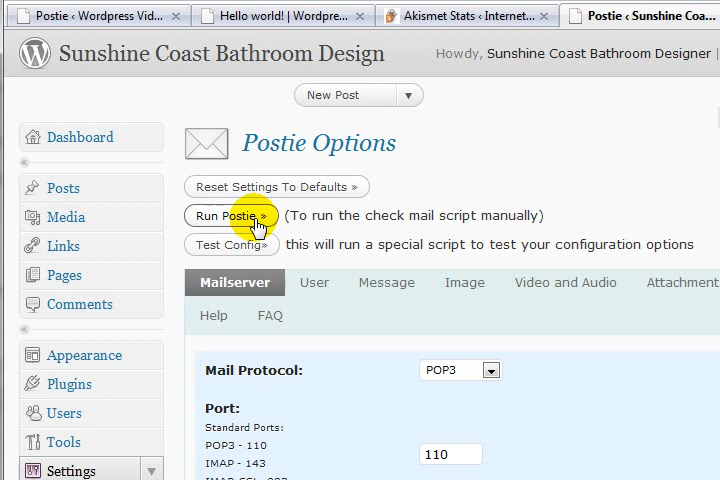 Postie ‹ Wordpress Vid...
Hello world! | Wordpre...
Akismet Stats ‹ Internet...
Postie ‹ Sunshine Coa...
Sunshine Coast Bathroom Design
Howdy, Sunshine Coast Bathroom Designer |
New Post
Dashboard
Postie Options
Reset Settings To Defaults »
Posts
Run Postie » (To run the check mail script manually)
Media
Test Config» this will run a special script to test your configuration options
Links
Pages
Mailserver User Message Image Video and Audio Attachment
Comments
Help FAQ
Appearance
Mail Protocol: POP3
Plugins
Port:
Users
Standard Ports:
Tools
POP3 - 110
110
IMAP - 143
Settings